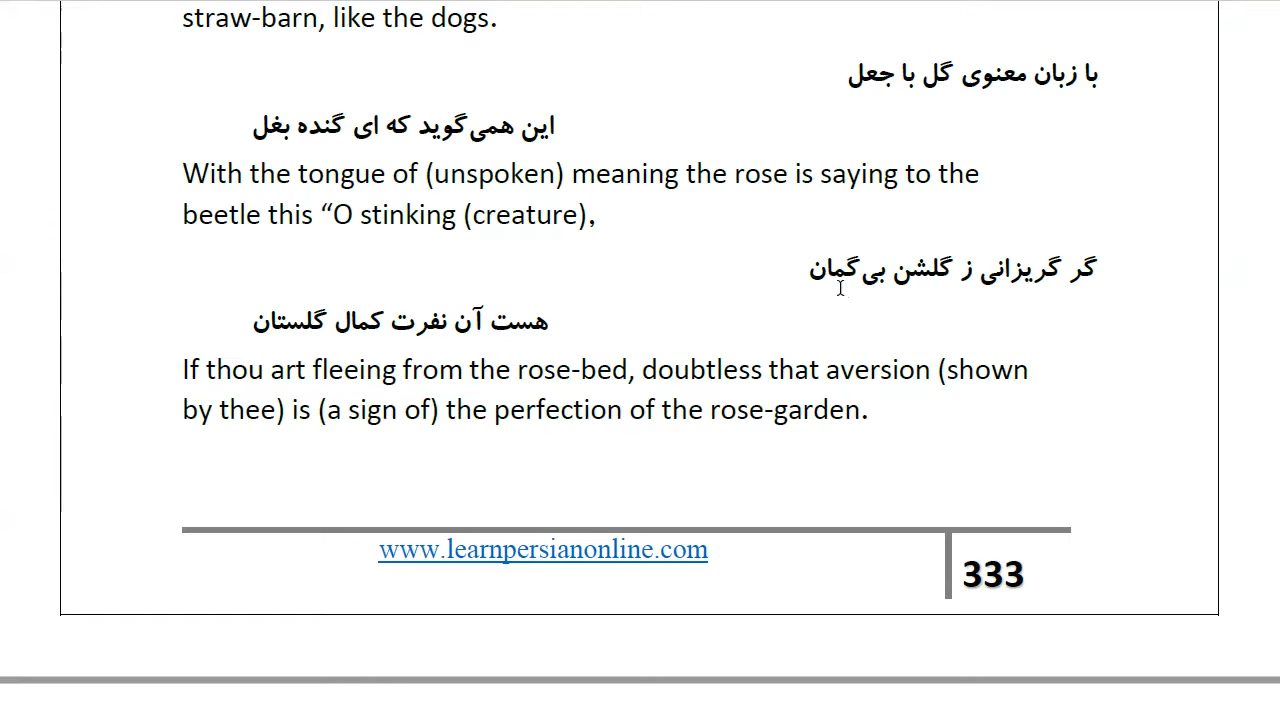 straw-barn, like the dogs.
با زبان معنوی گل با جعل
این همی‌گوید که ای گنده بغل
With the tongue of (unspoken) meaning the rose is saying to the
beetle this “O stinking (creature),
گر گریزانی ز گلشن بی‌گمان
هست آن نفرت کمال گلستان
If thou art fleeing from the rose-bed, doubtless that aversion (shown
by thee) is (a sign of) the perfection of the rose-garden.
www.learnpersianonline.com
333